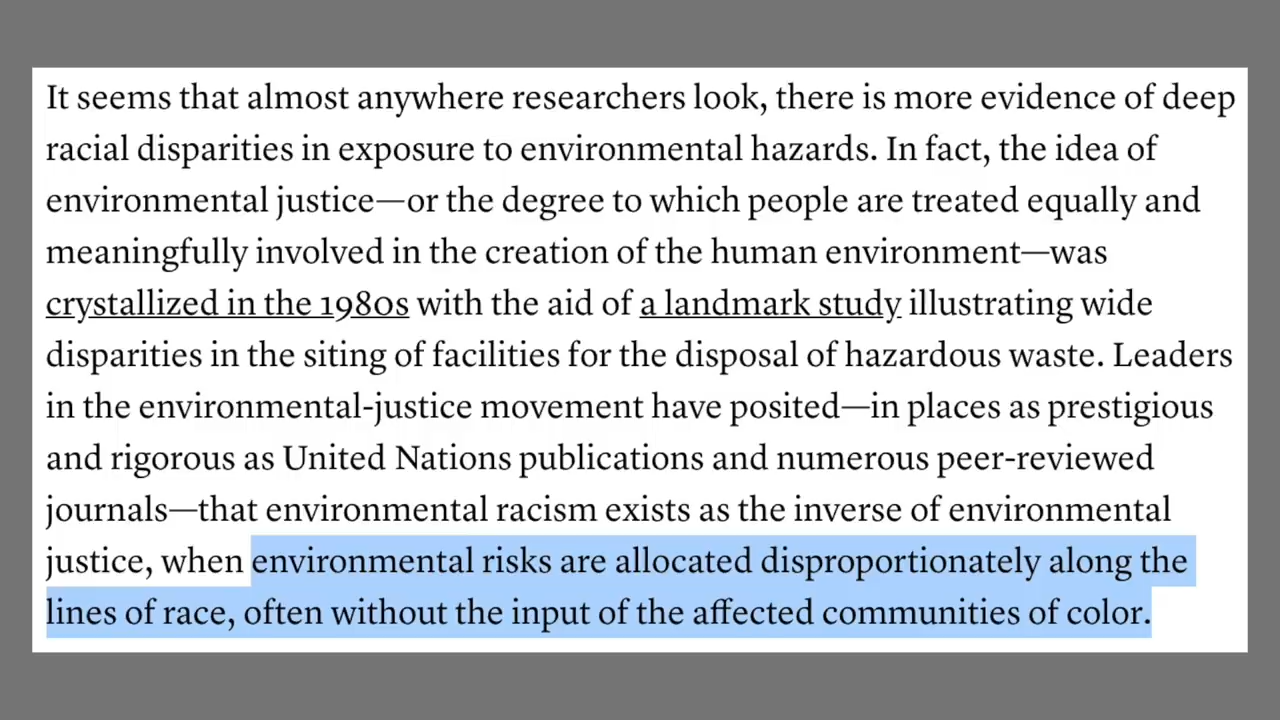 It seems that almost anywhere researchers look, there is more evidence of deep
racial disparities in exposure to environmental hazards. In fact, the idea of
environmental justice—or the degree to which people are treated equally and
meaningfully involved in the creation of the human environment—was
crystallized in the 1980s with the aid of a landmark study illustrating wide
disparities in the siting of facilities for the disposal of hazardous waste. Leaders
in the environmental-justice movement have posited—in places as prestigious
and rigorous as United Nations publications and numerous peer-reviewed
journals—that environmental racism exists as the inverse of environmental
justice, when environmental risks are allocated disproportionately along the
lines of race, often without the input of the affected communities of color.